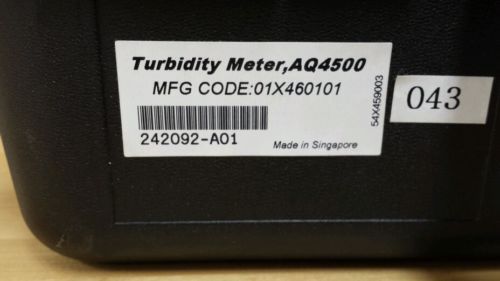 Turbidity Meter,AQ4500
MFG CODE:01X460101
242092-A01
Made in Singapore
54X459003
043